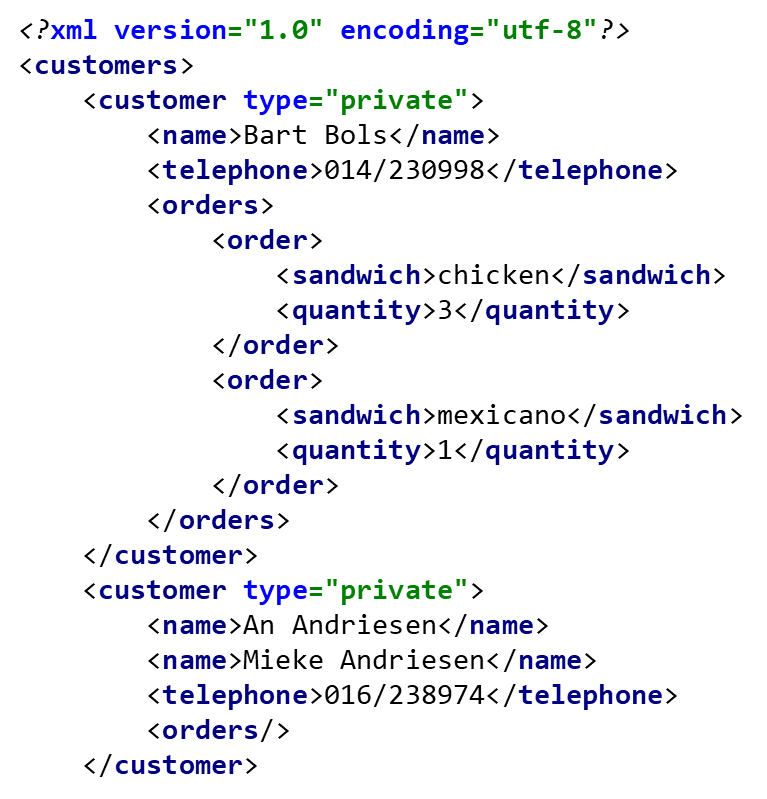 <?xml version="1.0" encoding="utf-8"?>
<customers>
    <customer type="private">
        <name>Bart Bols</name>
        <telephone>014/230998</telephone>
        <orders>
            <order>
                <sandwich>chicken</sandwich>
                <quantity>3</quantity>
            </order>
            <order>
                <sandwich>mexicano</sandwich>
                <quantity>1</quantity>
            </order>
        </orders>
    </customer>
    <customer type="private">
        <name>An Andriesen</name>
        <name>Mieke Andriesen</name>
        <telephone>016/238974</telephone>
        <orders/>
    </customer>